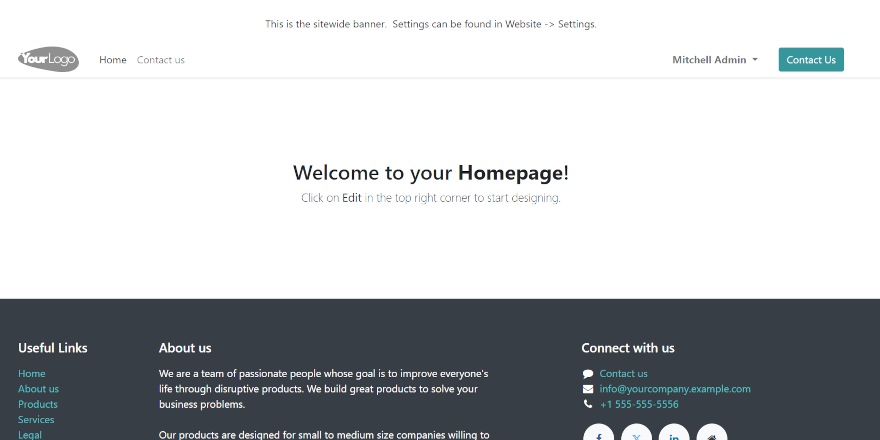 This is the sitewide banner.  Settings can be found in Website -> Settings.
YourLogo
Home
Contact us
Mitchell Admin
Contact Us
Welcome to your Homepage!
Click on Edit in the top right corner to start designing.
Useful Links
Home
About us
Products
Services
Legal
About us
We are a team of passionate people whose goal is to improve everyone's
life through disruptive products. We build great products to solve your
business problems.
Our products are designed for small to medium size companies willing to
Connect with us
Contact us
info@yourcompany.example.com
+1 555-555-5556